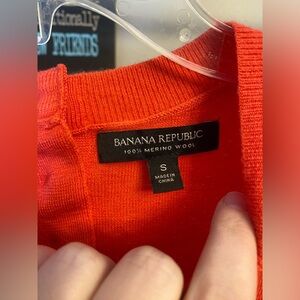 FRIENDS
BANANA REPUBLIC
100% MERINO WOOL
S
MADE IN
CHINA